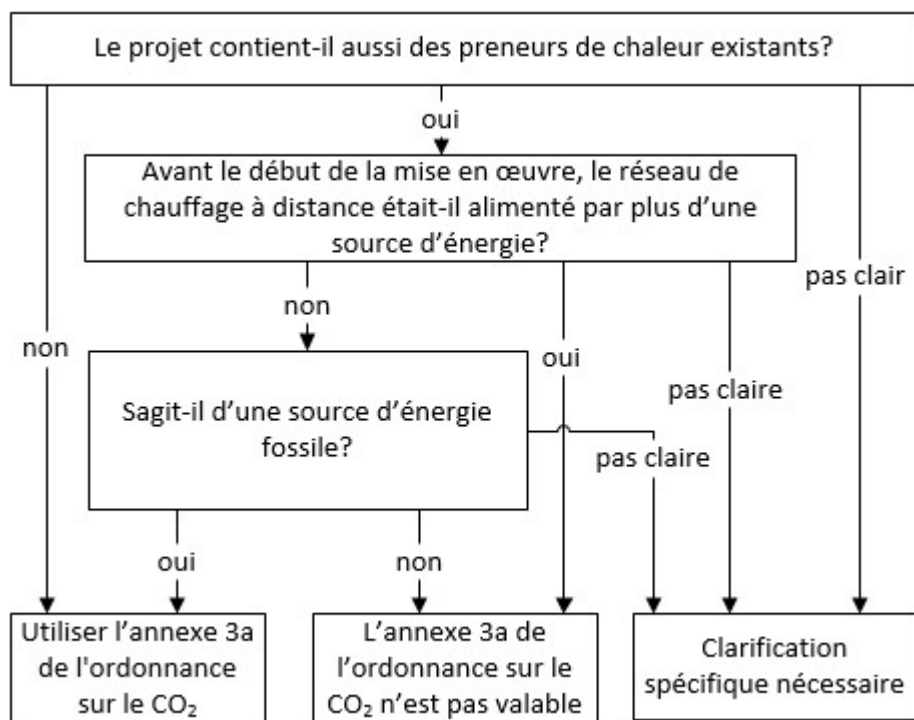 Le projet contient-il aussi des preneurs de chaleur existants?
oui
Avant le début de la mise en œuvre, le réseau de
chauffage à distance était-il alimenté par plus d’une
source d’énergie?
pas clair
non
non
oui
Sagit-il d’une source d’énergie
fossile?
pas claire
pas claire
oui
non
Utiliser l’annexe 3a
de l'ordonnance
sur le CO₂
L’annexe 3a de
l’ordonnance sur le
CO₂ n’est pas valable
Clarification
spécifique nécessaire